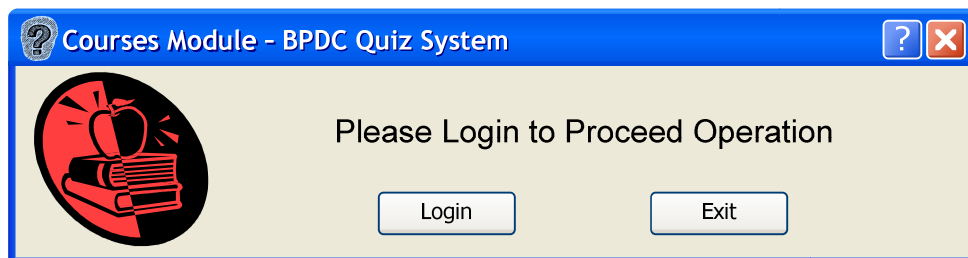 Courses Module – BPDC Quiz System
Please Login to Proceed Operation
Login Exit